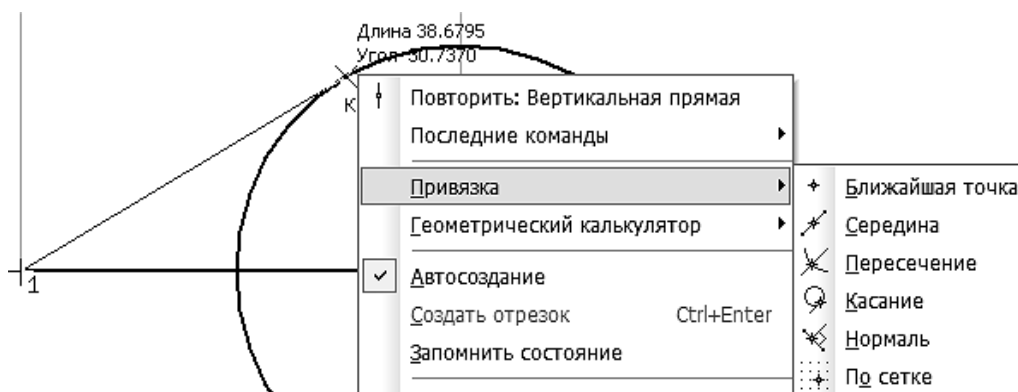 Длина 38.6795
Угол 30.7370
К
Повторить: Вертикальная прямая
Последние команды
Привязка
Геометрический калькулятор
Автосоздание
Создать отрезок Ctrl+Enter
Запомнить состояние
Ближайшая точка
Середина
Пересечение
Касание
Нормаль
По сетке
1